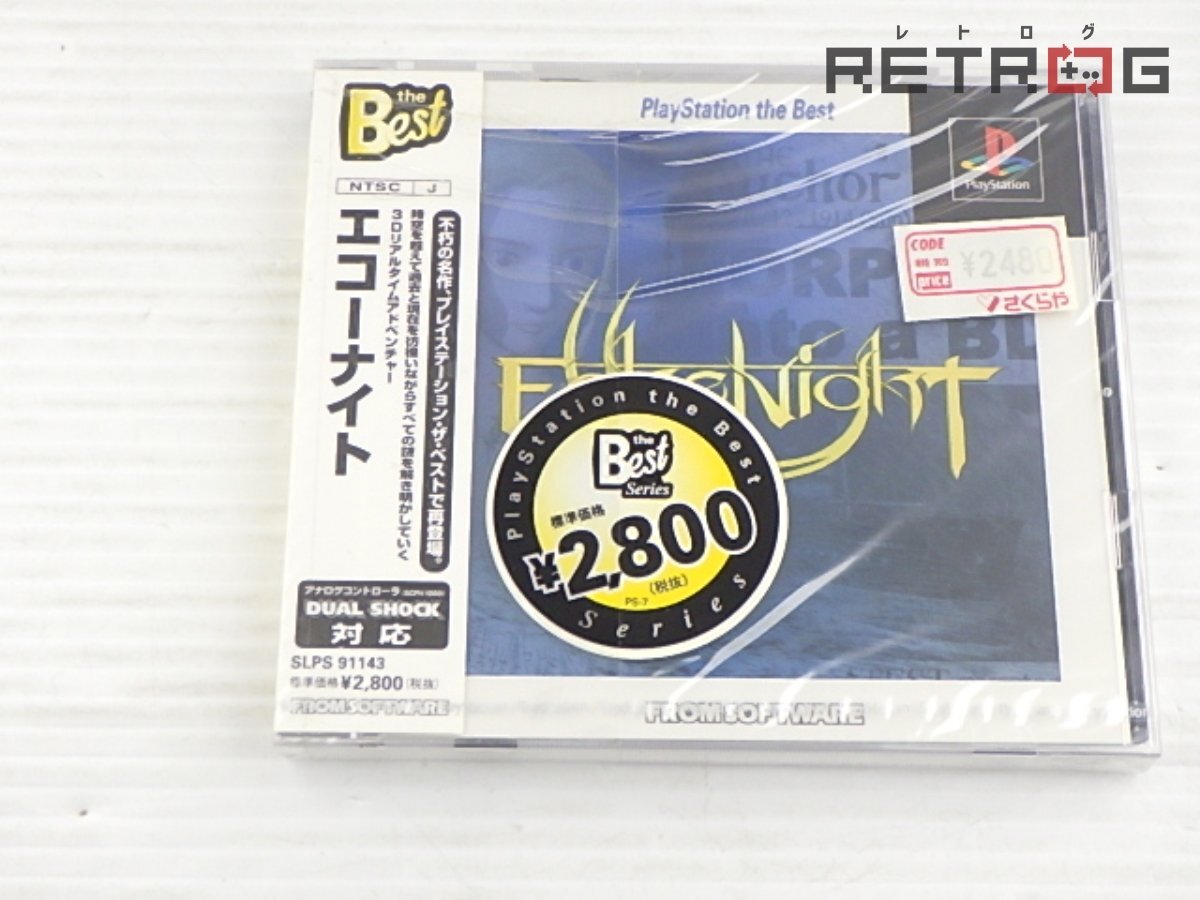 レトログ
RETROG
the
Best
NTSC J
エコーナイト
不朽の名作、プレイステーション・ザ・ベストで再登場。
時空を超えて過去と現在を彷徨いながらすべての謎を解き明かしていく
3Dリアルタイムアドベンチャー
アナログコントローラ
DUAL SHOCK
対応
SLPS 91143
標準価格¥2,800(税抜)
FROMSOFTWARE
PlayStation the Best
PlayStation
CODE
¥2480
price
さくらや
Night
PlayStation the Best
the
Best
Series
標準価格
¥2,800
(税抜)
PS-7
Series
FROMSOFTWARE